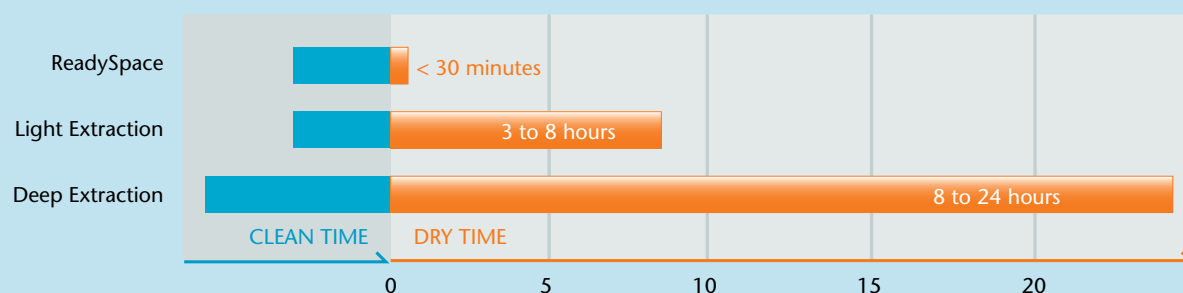 ReadySpace
< 30 minutes
Light Extraction
3 to 8 hours
Deep Extraction
8 to 24 hours
CLEAN TIME
DRY TIME
0
5
10
15
20